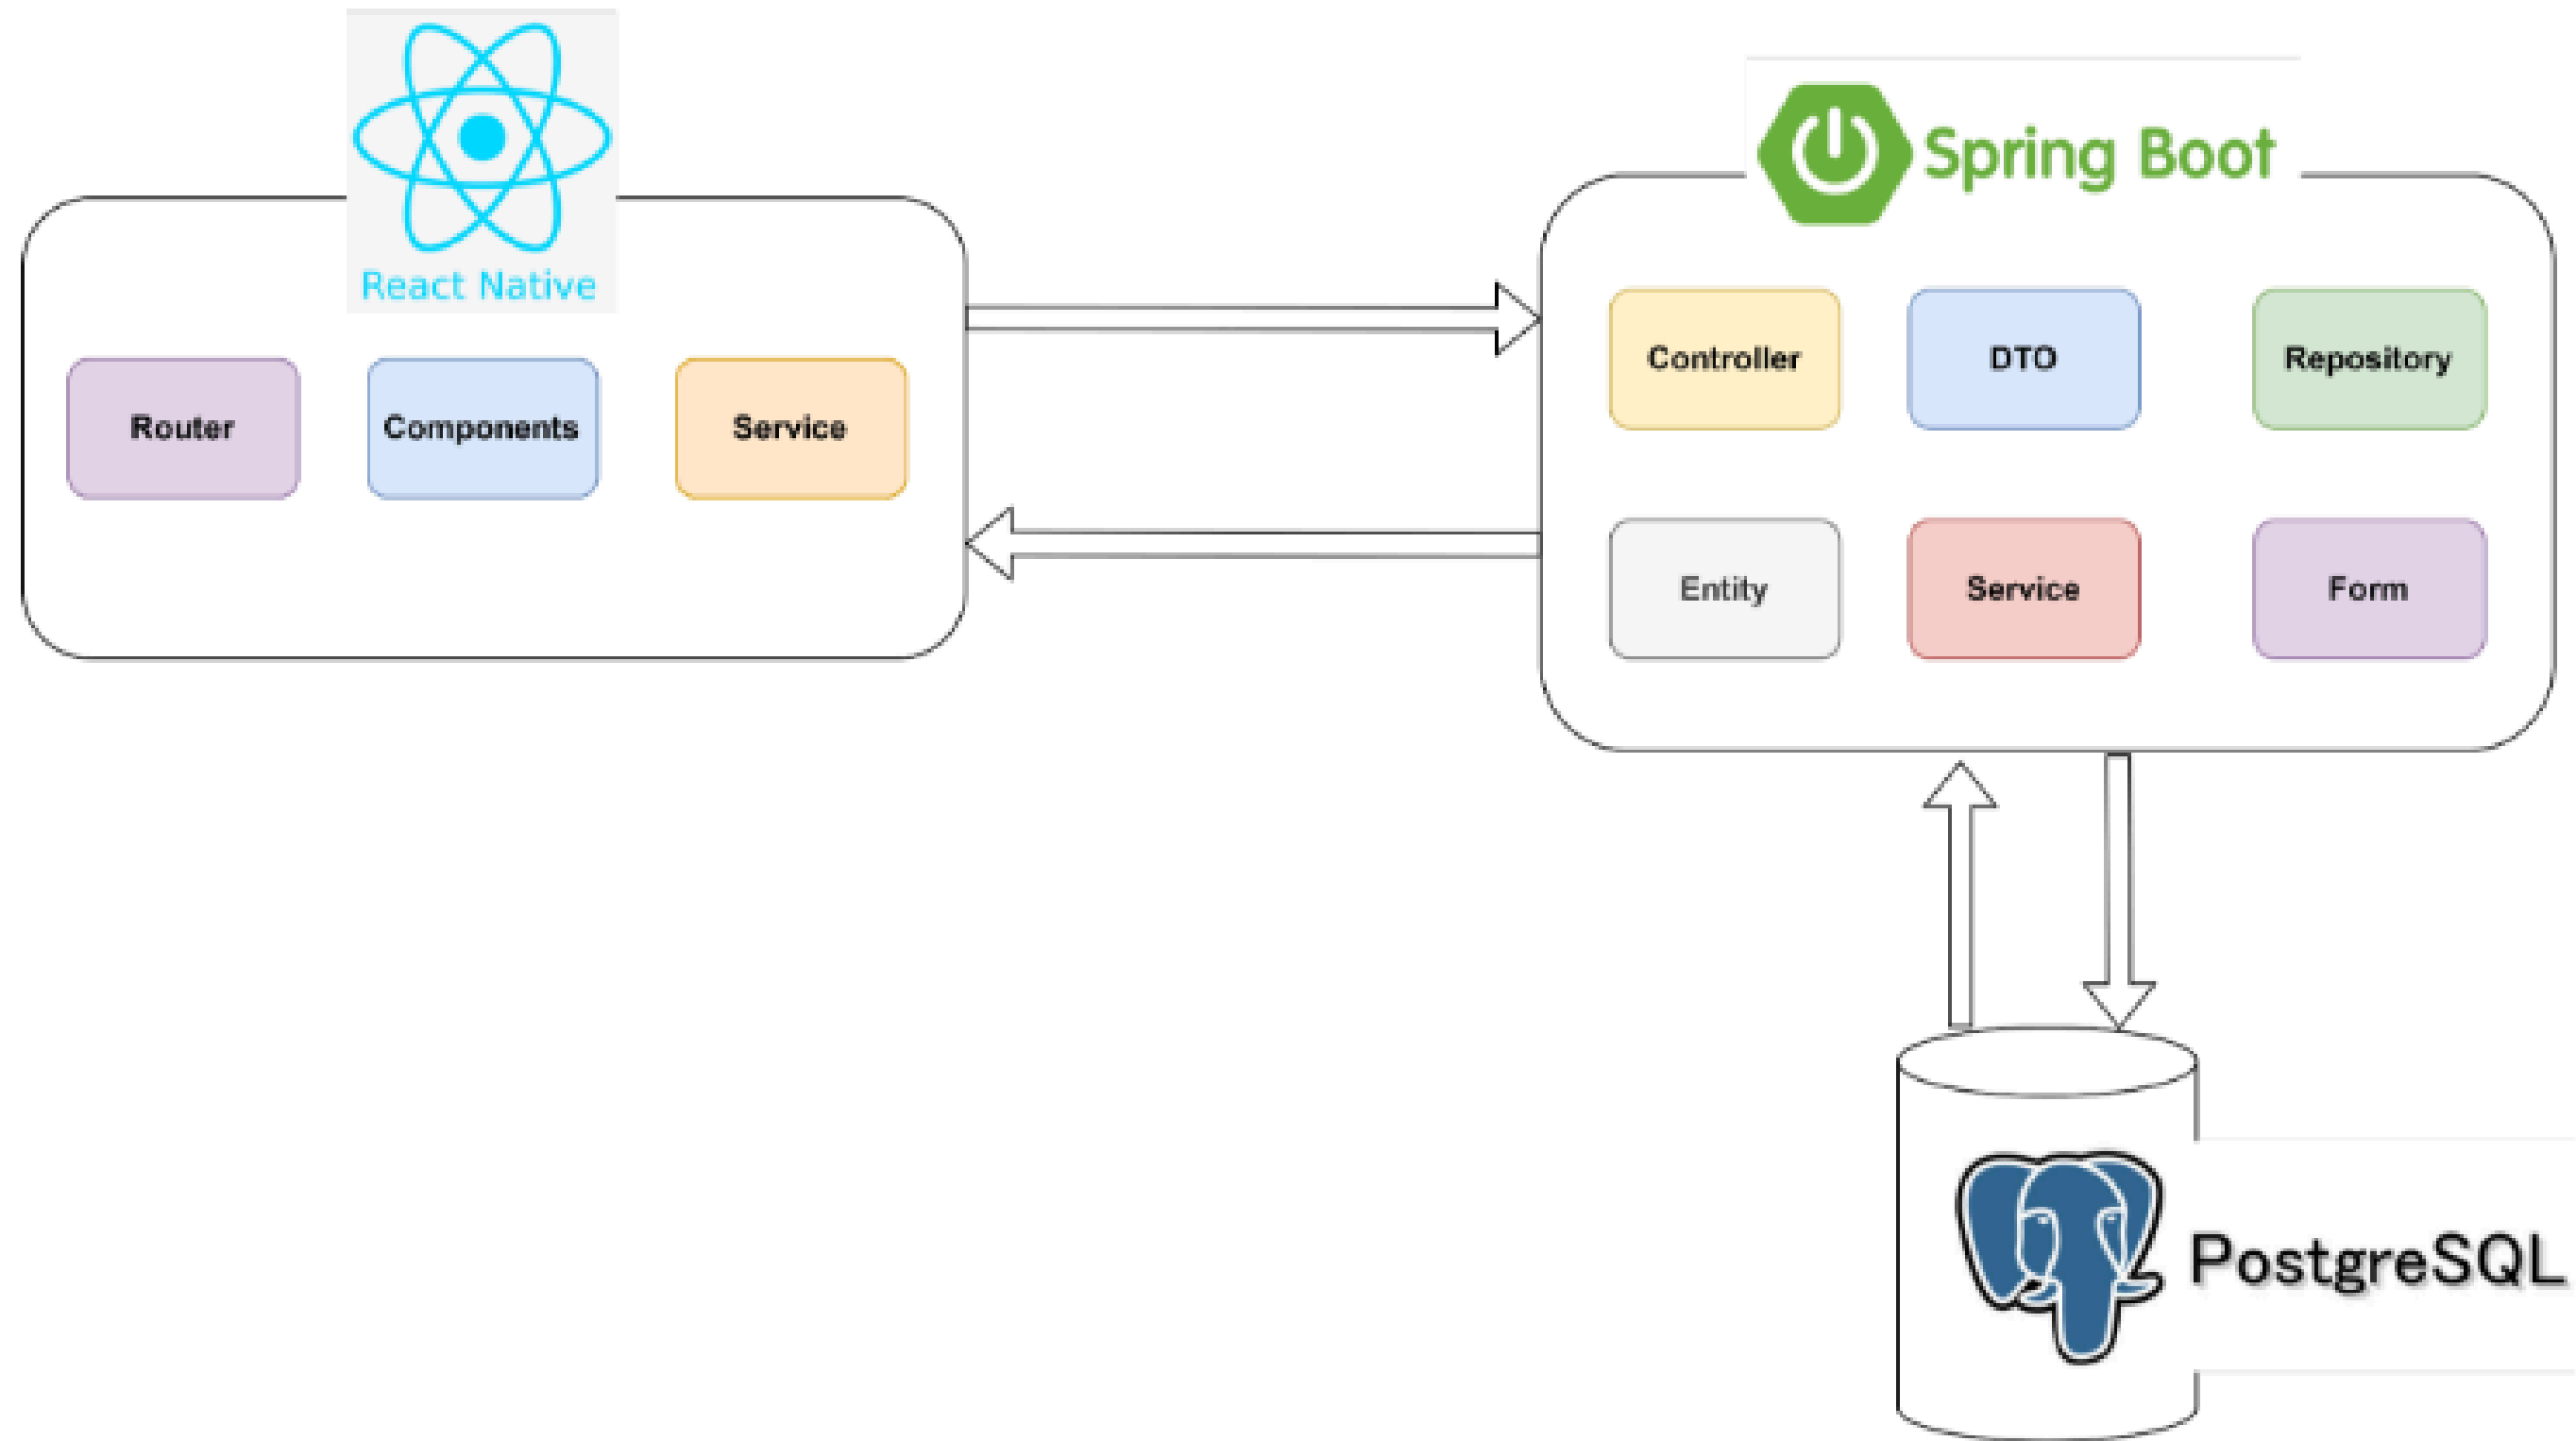 React Native
Router
Components
Service
Spring Boot
Controller
DTO
Repository
Entity
Service
Form
PostgreSQL